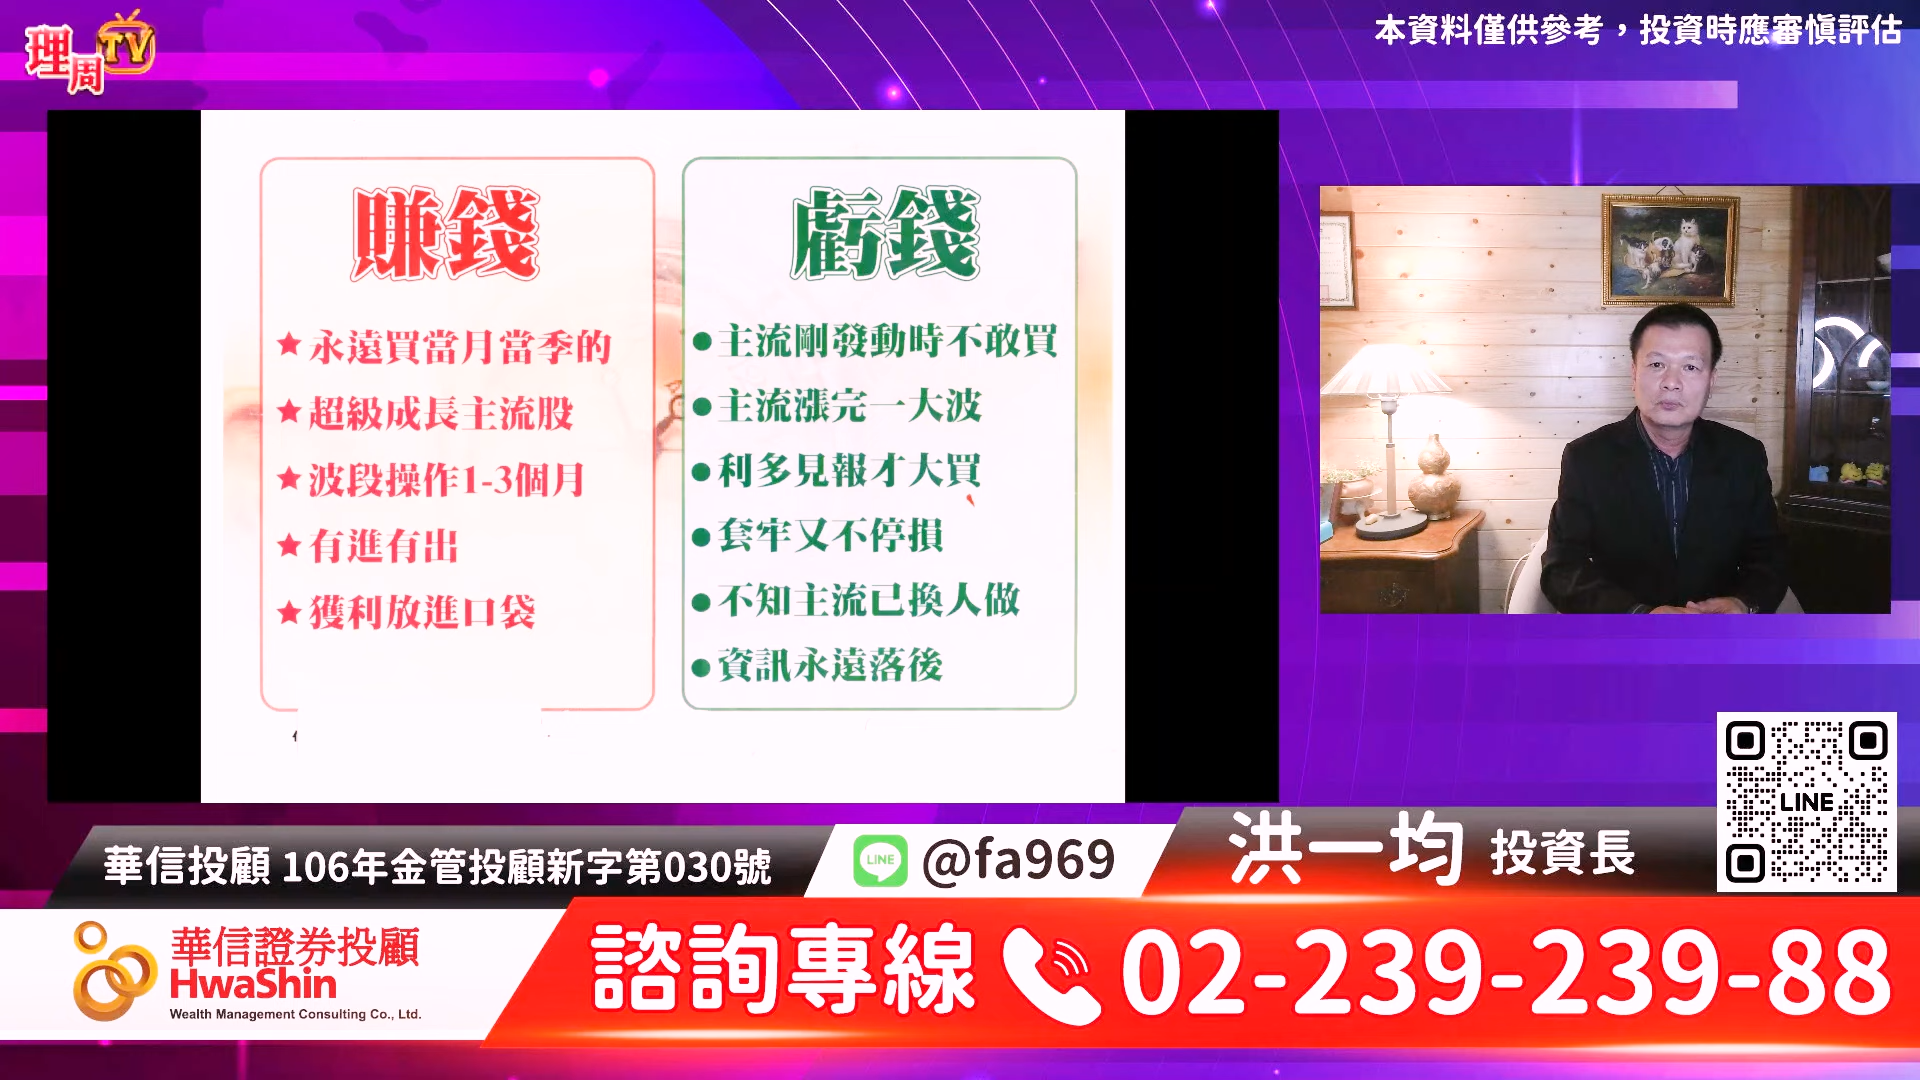 理周TV
本資料僅供參考，投資時應審慎評估
賺錢
★永遠買當月當季的
★超級成長主流股
★波段操作1-3個月
★有進有出
★獲利放進口袋
虧錢
●主流剛發動時不敢買
●主流漲完一大波
●利多見報才大買
●套牢又不停損
●不知主流已換人做
●資訊永遠落後
LINE
華信投顧 106年金管投顧新字第030號
LINE @fa969
洪一均 投資長
華信證券投顧
HwaShin
Wealth Management Consulting Co., Ltd.
諮詢專線 02-239-239-88